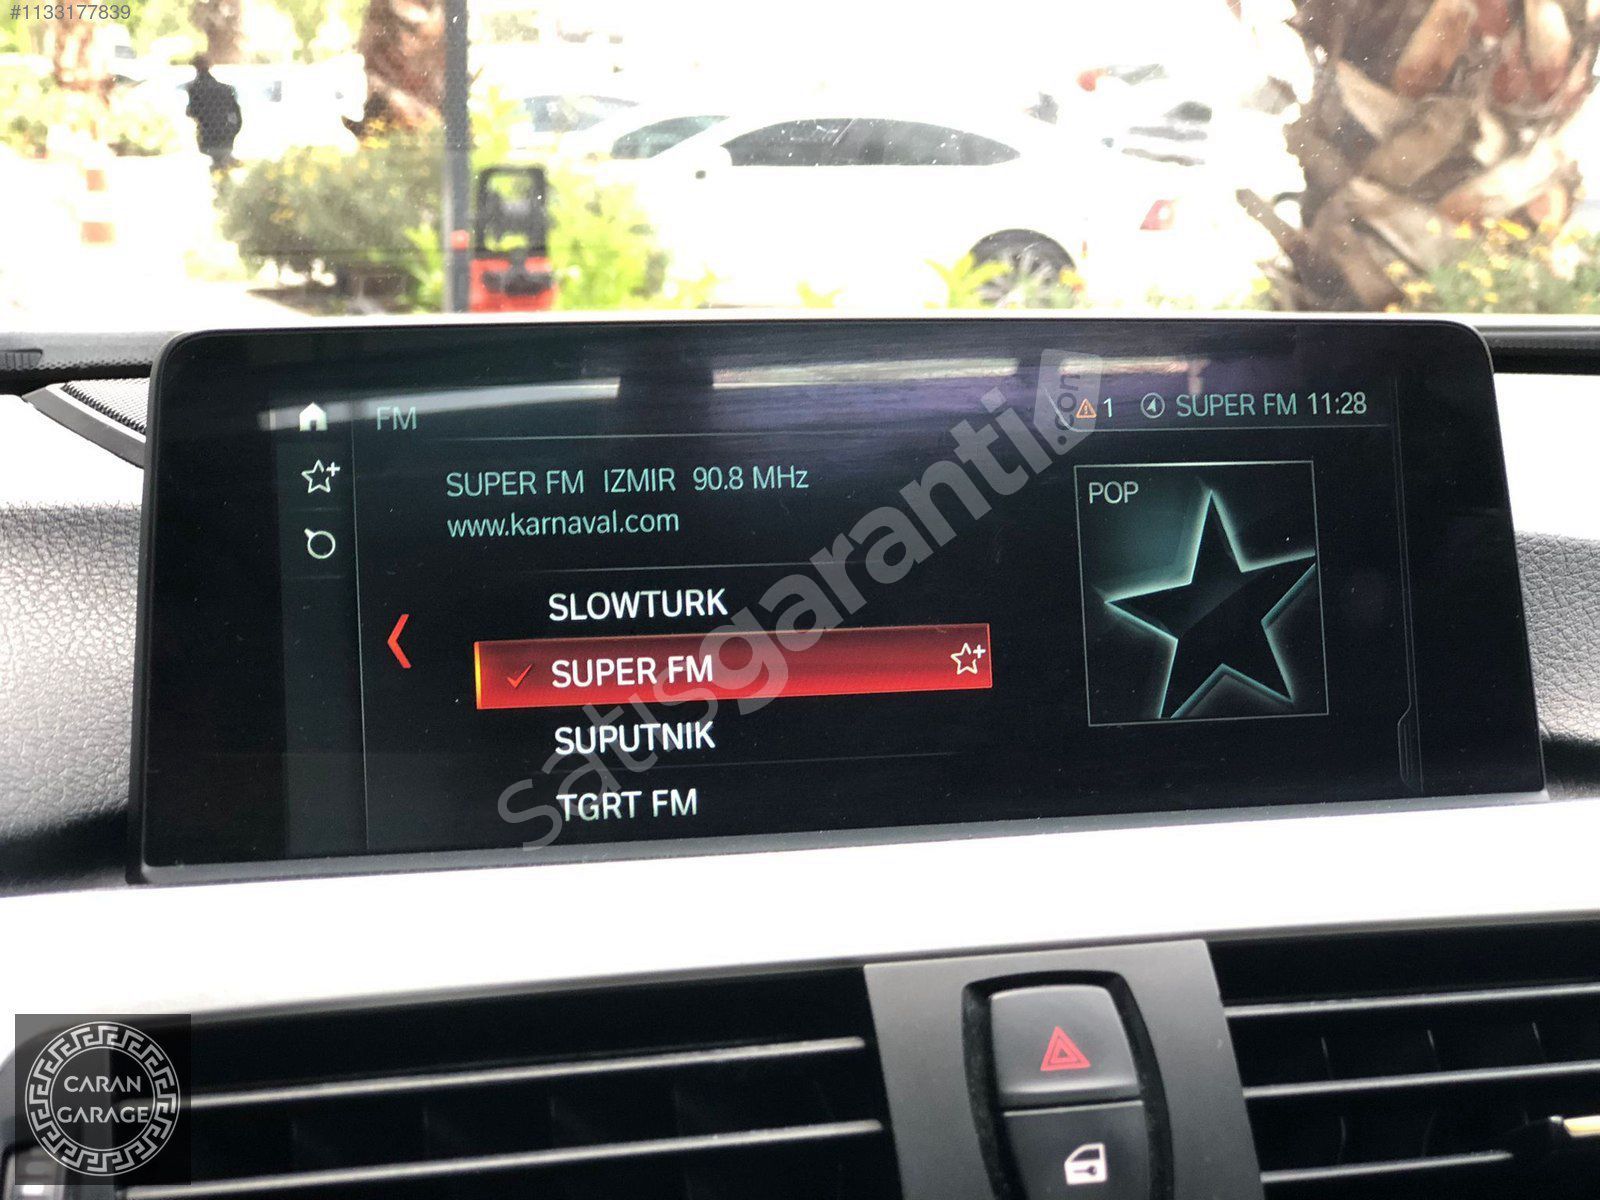 #1133177839
FM
1 SUPER FM 11:28
SUPER FM IZMIR 90.8 MHz
www.karnaval.com
POP
SLOWTURK
SUPER FM
SUPUTNIK
TGRT FM
satisgaranti.com
CARAN
GARAGE